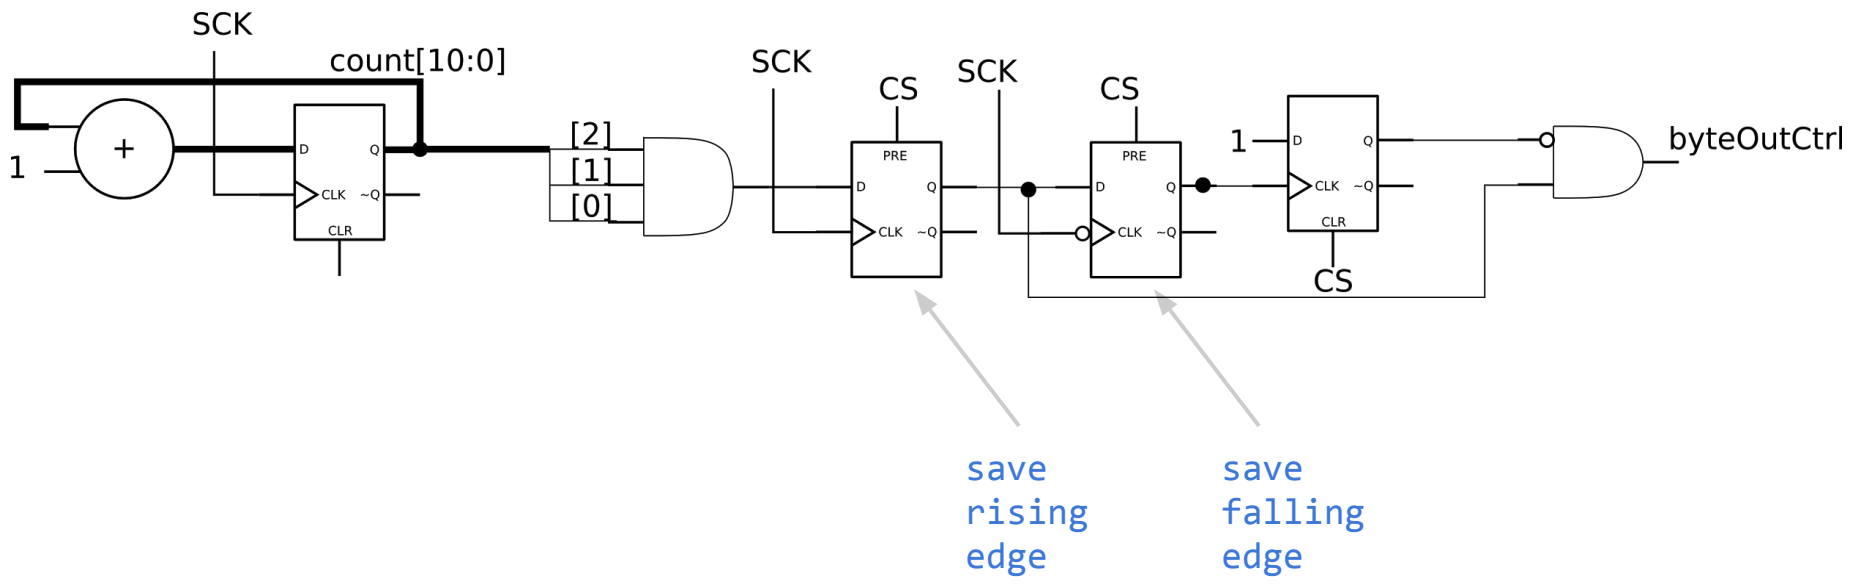 SCK
count[10:0]
1
+
D
Q
CLK
~Q
CLR
[2]
[1]
[0]
SCK
CS
PRE
D
Q
CLK
~Q
SCK
CS
PRE
D
Q
CLK
~Q
1
D
Q
CLK
~Q
CLR
CS
byteOutCtrl
save
rising
edge
save
falling
edge